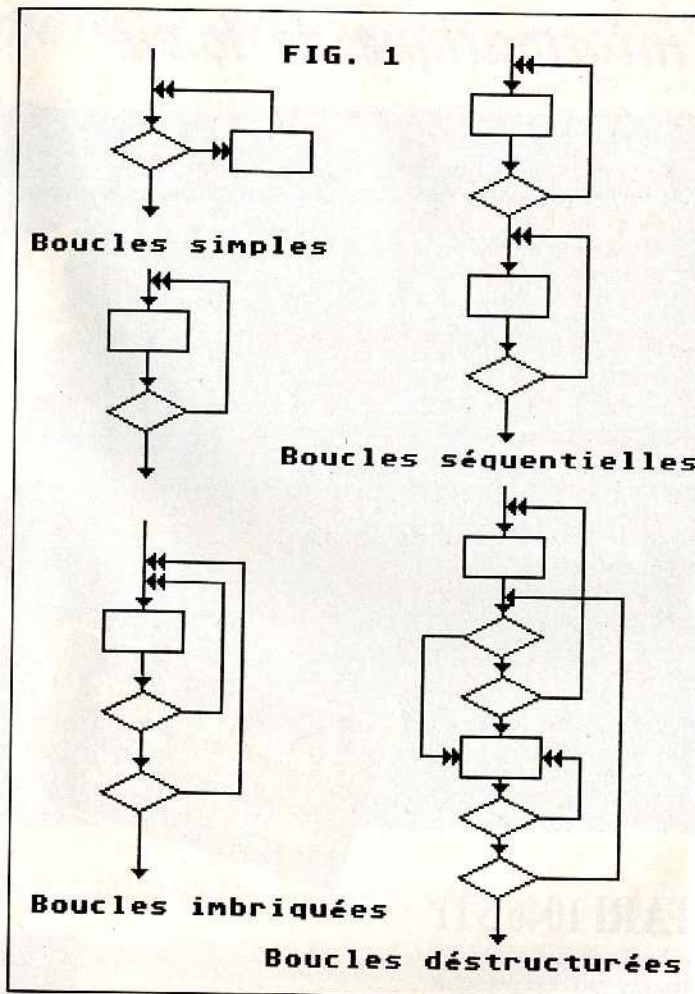 FIG. 1
Boucles simples
Boucles séquentielles
Boucles imbriquées
Boucles déstructurées